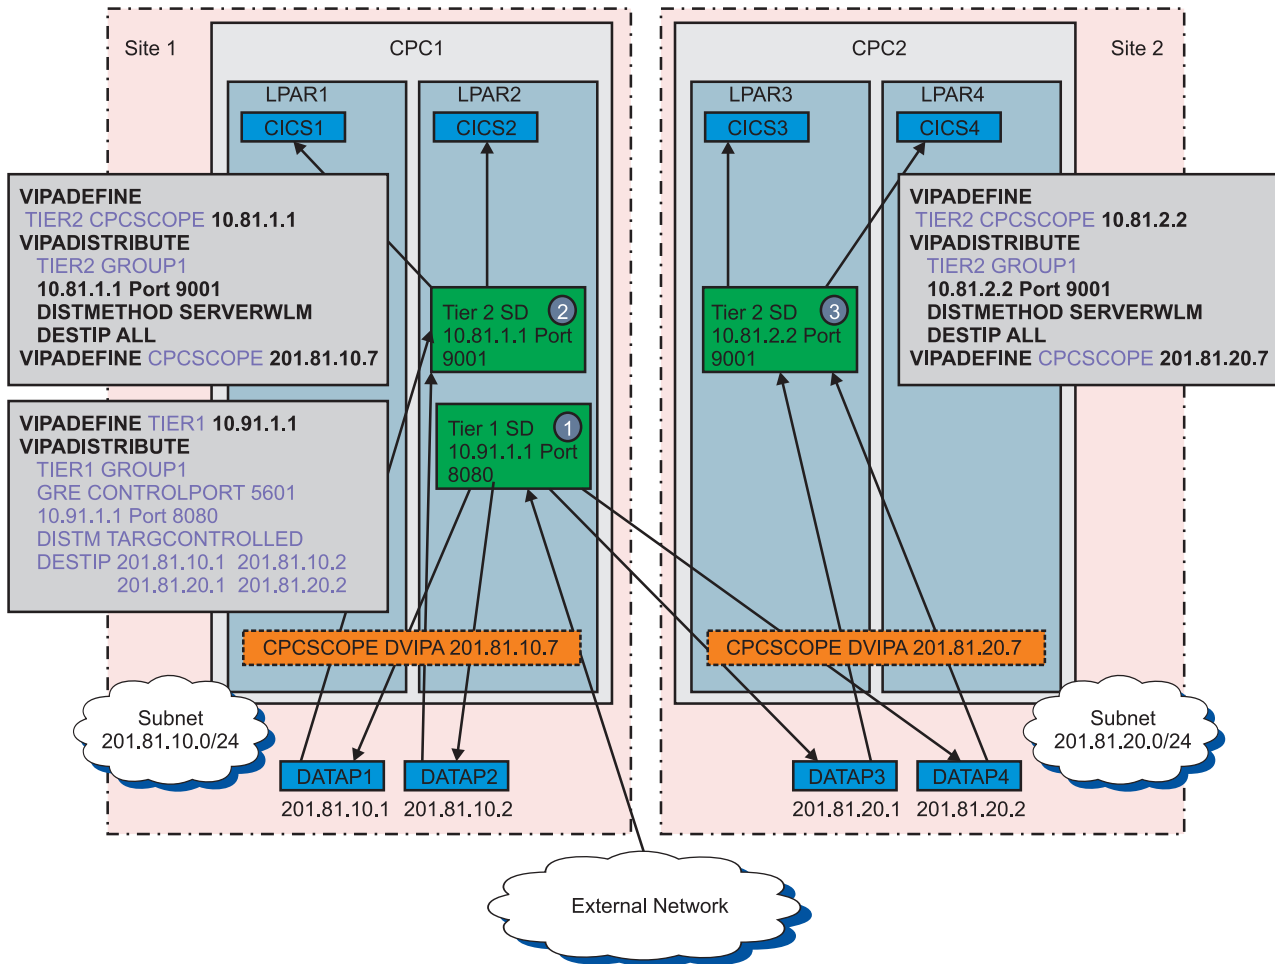 Site 1
CPC1
LPAR1
CICS1
LPAR2
CICS2
CPC2
Site 2
LPAR3
CICS3
LPAR4
CICS4
VIPADEFINE
TIER2 CPCSCOPE 10.81.1.1
VIPADISTRIBUTE
TIER2 GROUP1
10.81.1.1 Port 9001
DISTMETHOD SERVERWLM
DESTIP ALL
VIPADEFINE CPCSCOPE 201.81.10.7
VIPADEFINE TIER1 10.91.1.1
VIPADISTRIBUTE
TIER1 GROUP1
GRE CONTROLPORT 5601
10.91.1.1 Port 8080
DISTM TARGCONTROLLED
DESTIP 201.81.10.1 201.81.10.2
201.81.20.1 201.81.20.2
Tier 2 SD 2
10.81.1.1 Port
9001
Tier 1 SD 1
10.91.1.1 Port
8080
Tier 2 SD 3
10.81.2.2 Port
9001
VIPADEFINE
TIER2 CPCSCOPE 10.81.2.2
VIPADISTRIBUTE
TIER2 GROUP1
10.81.2.2 Port 9001
DISTMETHOD SERVERWLM
DESTIP ALL
VIPADEFINE CPCSCOPE 201.81.20.7
CPCSCOPE DVIPA 201.81.10.7
CPCSCOPE DVIPA 201.81.20.7
Subnet
201.81.10.0/24
Subnet
201.81.20.0/24
DATAP1
201.81.10.1
DATAP2
201.81.10.2
DATAP3
201.81.20.1
DATAP4
201.81.20.2
External Network